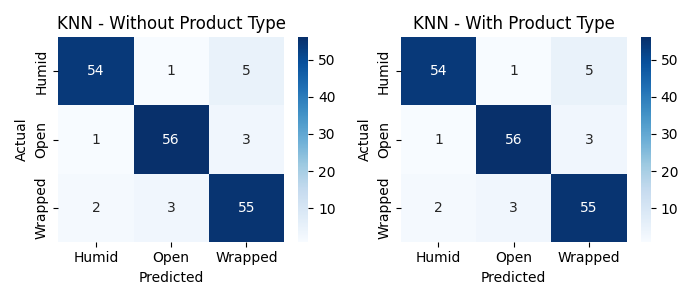 KNN - Without Product Type
Humid 54 1 5
Open 1 56 3
Wrapped 2 3 55
Actual
Humid Open Wrapped
Predicted
50
40
30
20
10
KNN - With Product Type
Humid 54 1 5
Open 1 56 3
Wrapped 2 3 55
Actual
Humid Open Wrapped
Predicted
50
40
30
20
10